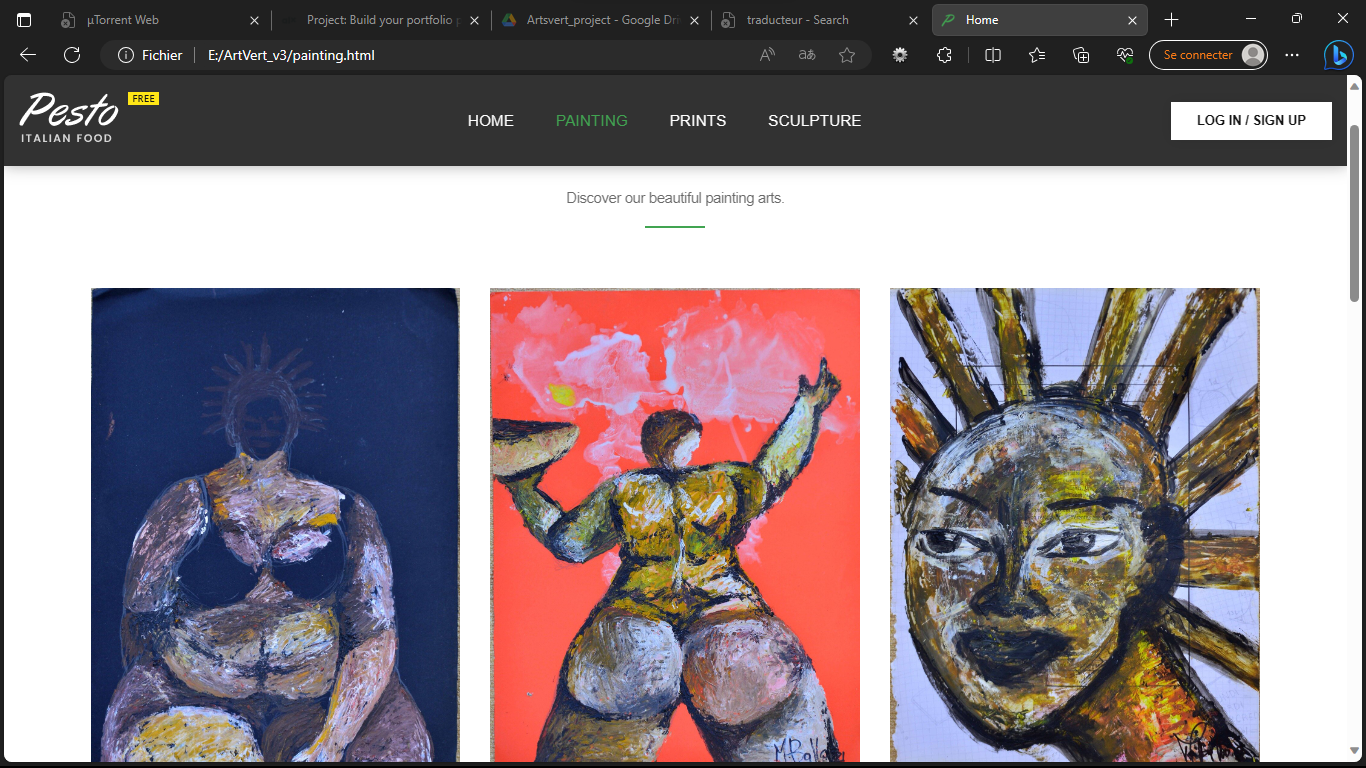 µTorrent Web
Project: Build your portfolio p
Artsvert_project - Google Dri
traducteur - Search
Home
Fichier
E:/ArtVert_v3/painting.html
Se connecter
Pesto
FREE
ITALIAN FOOD
HOME
PAINTING
PRINTS
SCULPTURE
LOG IN / SIGN UP
Discover our beautiful painting arts.